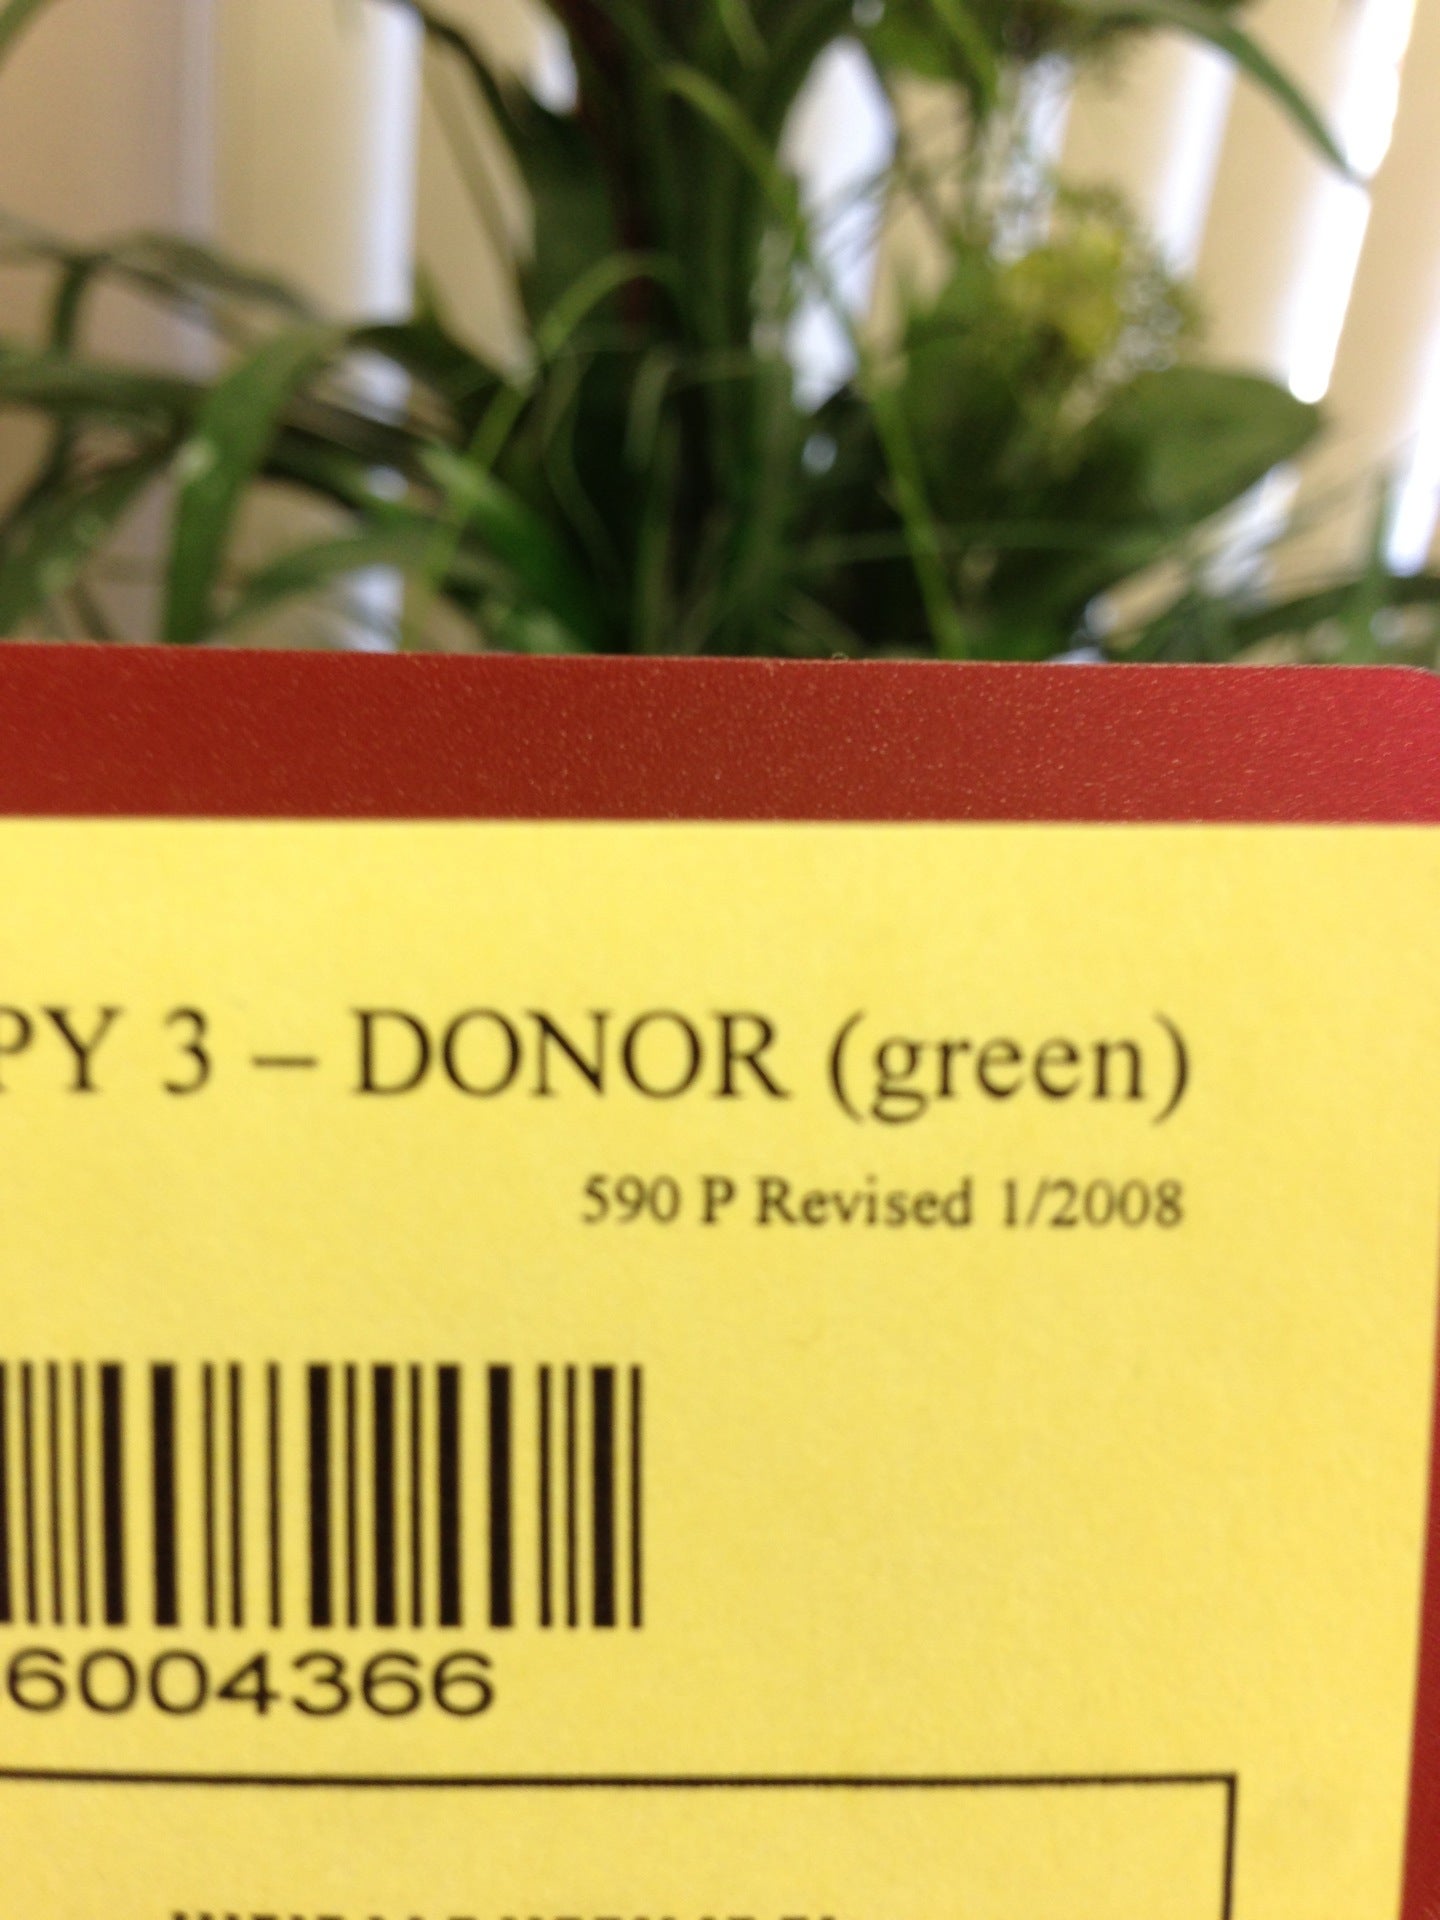 PY 3 – DONOR (green)
590 P Revised 1/2008
6004366